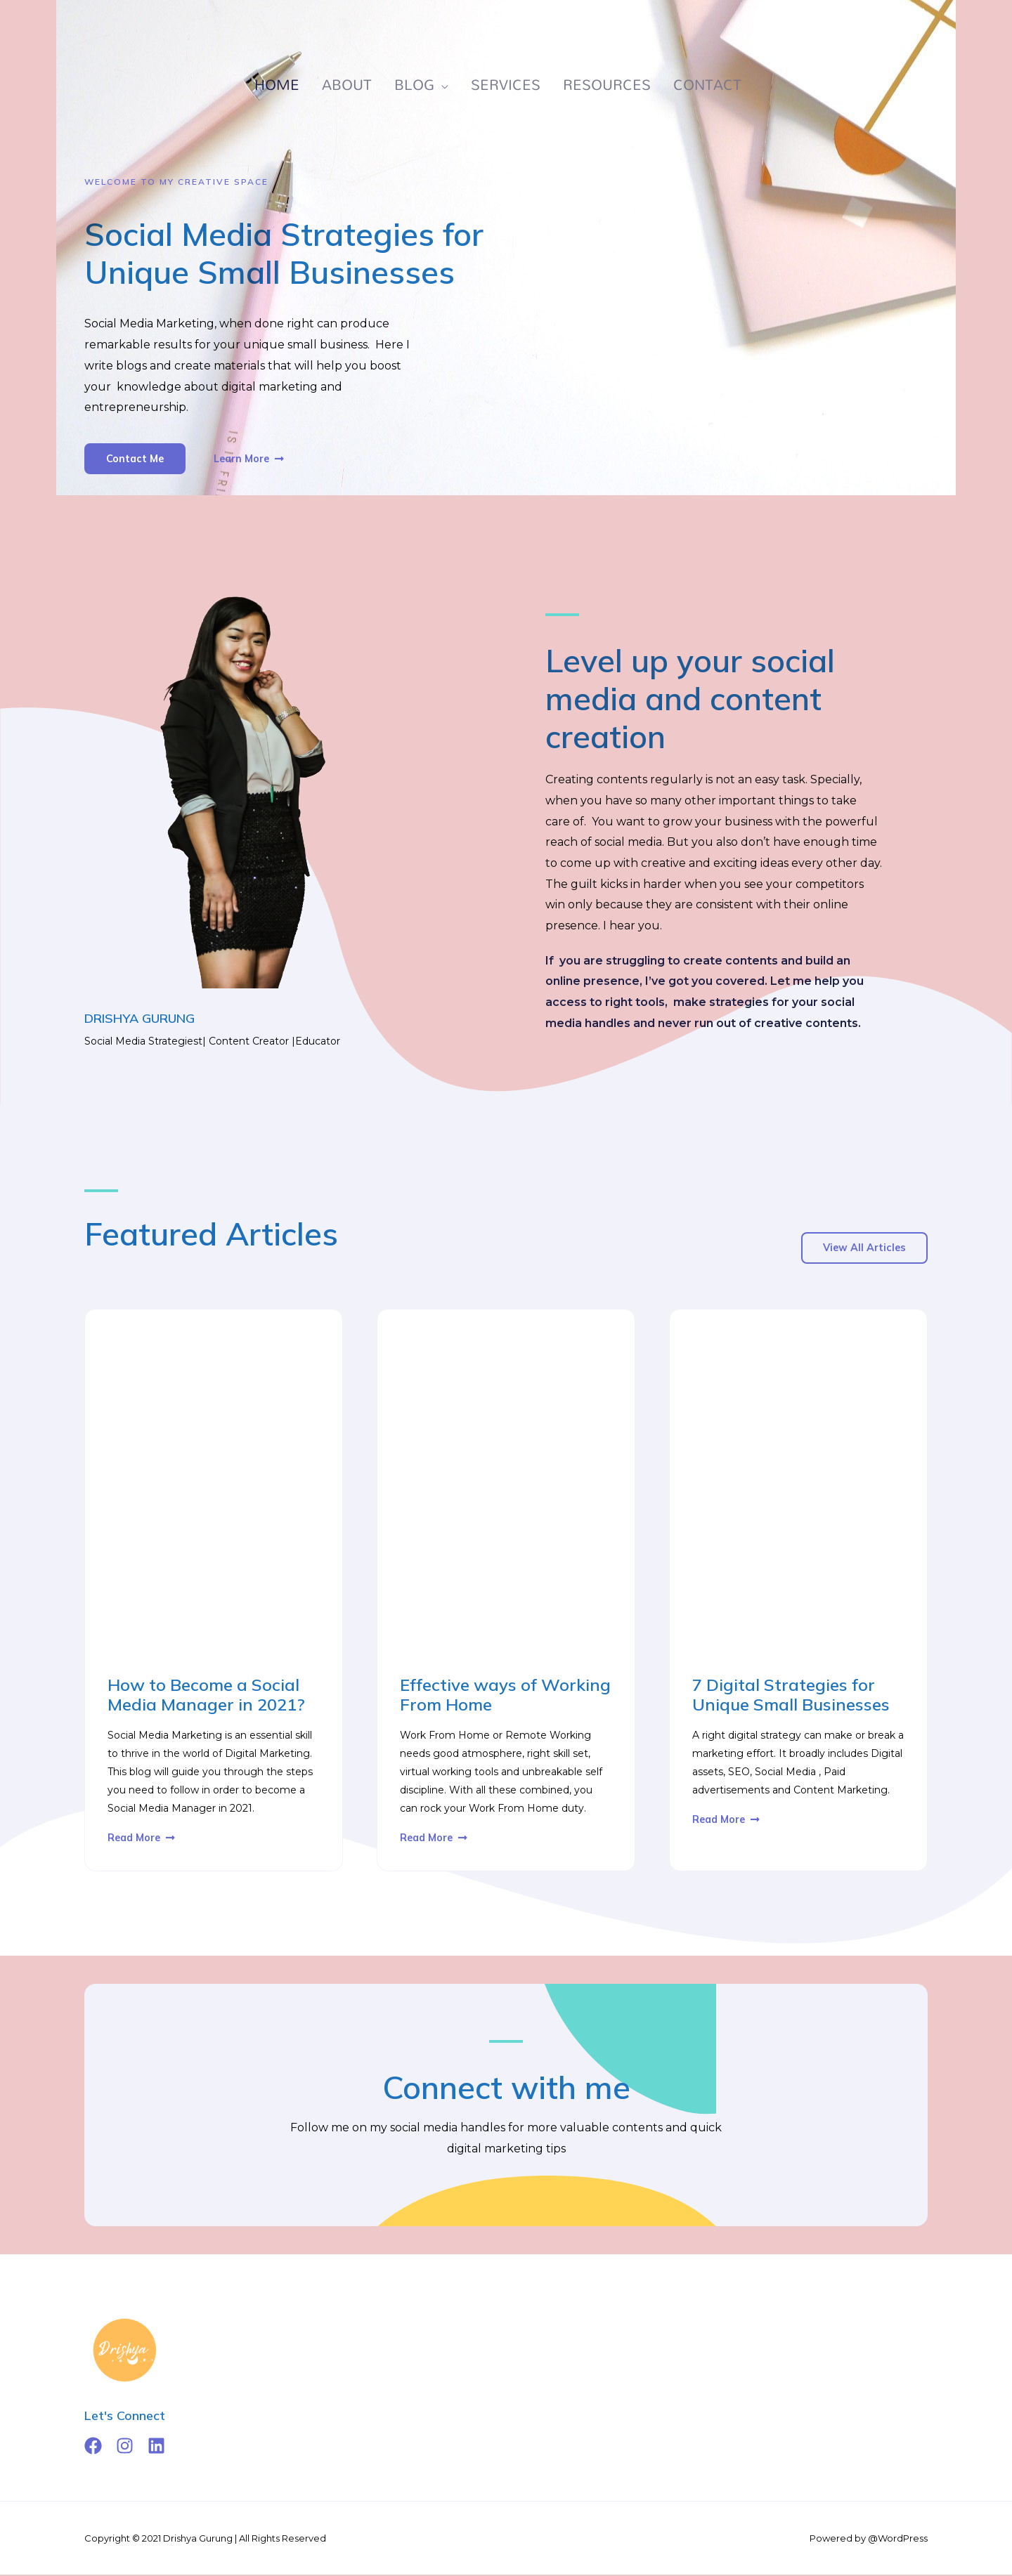 HOME ABOUT BLOG SERVICES RESOURCES CONTACT
WELCOME TO MY CREATIVE SPACE
Social Media Strategies for
Unique Small Businesses
Social Media Marketing, when done right can produce
remarkable results for your unique small business.  Here I
write blogs and create materials that will help you boost
your  knowledge about digital marketing and
entrepreneurship.
Contact Me
Learn More
Level up your social
media and content
creation
Creating contents regularly is not an easy task. Specially,
when you have so many other important things to take
care of.  You want to grow your business with the powerful
reach of social media. But you also don’t have enough time
to come up with creative and exciting ideas every other day.
The guilt kicks in harder when you see your competitors
win only because they are consistent with their online
presence. I hear you.
If  you are struggling to create contents and build an
online presence, I’ve got you covered. Let me help you
access to right tools,  make strategies for your social
media handles and never run out of creative contents.
DRISHYA GURUNG
Social Media Strategiest| Content Creator |Educator
Featured Articles
View All Articles
How to Become a Social
Media Manager in 2021?
Social Media Marketing is an essential skill
to thrive in the world of Digital Marketing.
This blog will guide you through the steps
you need to follow in order to become a
Social Media Manager in 2021.
Read More
Effective ways of Working
From Home
Work From Home or Remote Working
needs good atmosphere, right skill set,
virtual working tools and unbreakable self
discipline. With all these combined, you
can rock your Work From Home duty.
Read More
7 Digital Strategies for
Unique Small Businesses
A right digital strategy can make or break a
marketing effort. It broadly includes Digital
assets, SEO, Social Media , Paid
advertisements and Content Marketing.
Read More
Connect with me
Follow me on my social media handles for more valuable contents and quick
digital marketing tips
Drishya
Let's Connect
Copyright © 2021 Drishya Gurung | All Rights Reserved
Powered by @WordPress